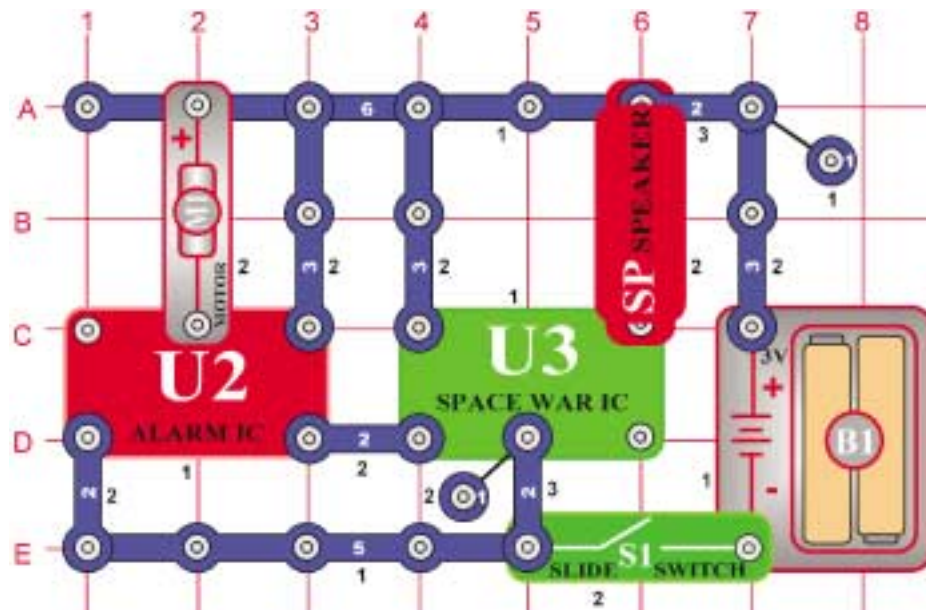 1 2 3 4 5 6 7 8
A 6 2
1 3
+ 1
1
M1 SP SPEAKER
B
2 3 2 3 2 2 3 2
MOTOR
1
C
U2 U3 3V
+
ALARM IC SPACE WAR IC
D 2 B1
2
1
2 2 2 1 2 3 1 -
E 5 S1
SLIDE SWITCH
1
2